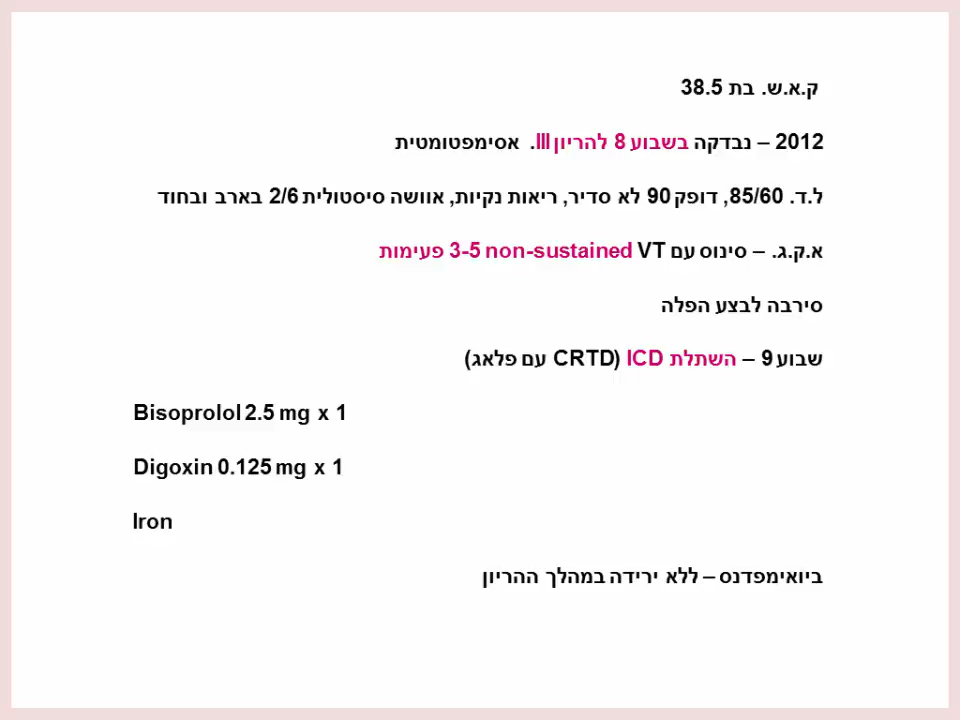 ק.א.ש. בת 38.5
2012 – נבדקה בשבוע 8 להריון III. אסימפטומטית
ל.ד. 85/60, דופק 90 לא סדיר, ריאות נקיות, אוושה סיסטולית 2/6 בארב ובחוד
א.ק.ג. – סינוס עם 3-5 non-sustained VT פעימות
סירבה לבצע הפלה
שבוע 9 – השתלת ICD (CRTD עם פלאג)
Bisoprolol 2.5 mg x 1
Digoxin 0.125 mg x 1
Iron
ביואימפדנס – ללא ירידה במהלך ההריון